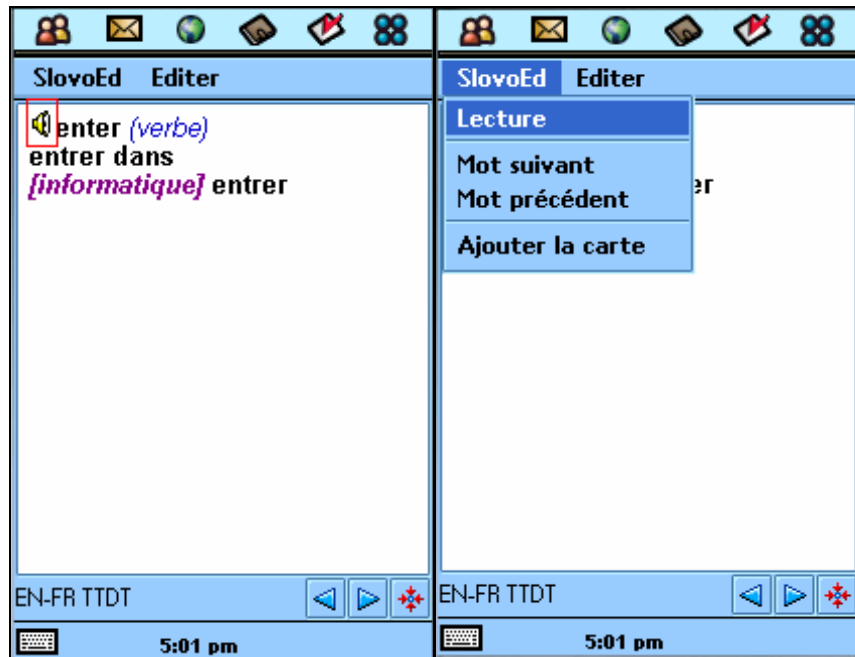 SlovoEd Editer
enter (verbe)
entrer dans
[informatique] entrer
EN-FR TTDT
5:01 pm
SlovoEd Editer
Lecture
Mot suivant
Mot précédent
Ajouter la carte
er
EN-FR TTDT
5:01 pm